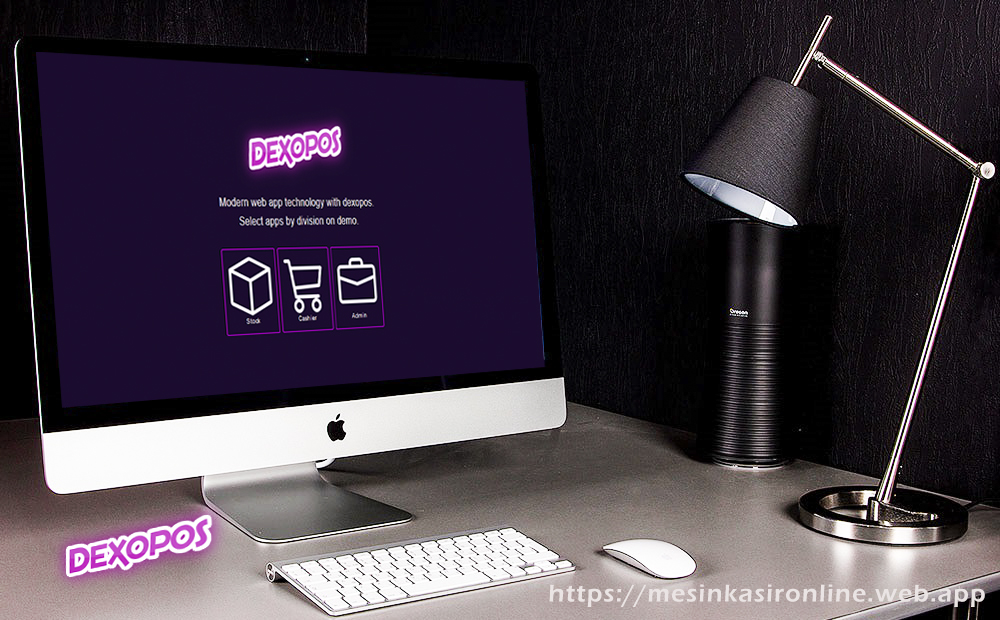 DEXOPOS
Modern web app technology with dexopos.
Select apps by division on demo.
Stock
Cashier
Admin
DEXOPOS
https://mesinkasironline.web.app